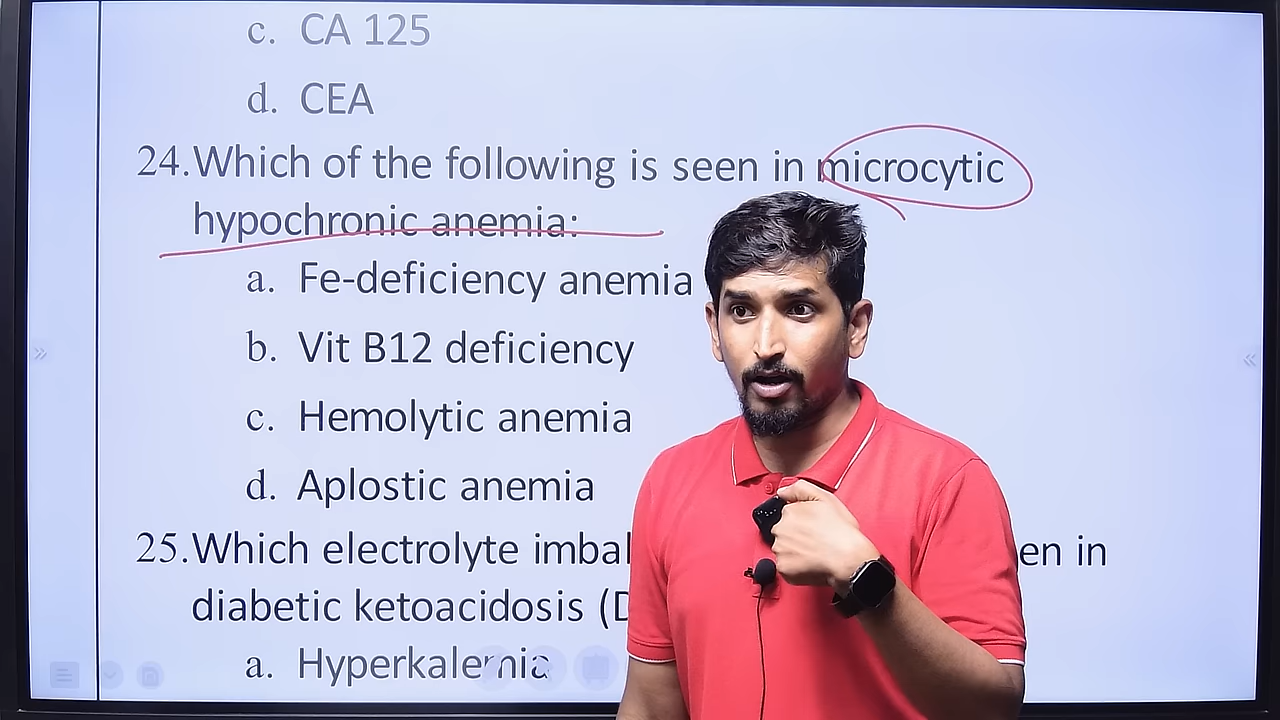 c. CA 125
d. CEA
24.Which of the following is seen in microcytic
hypochronic anemia:
a. Fe-deficiency anemia
b. Vit B12 deficiency
c. Hemolytic anemia
d. Aplostic anemia
25.Which electrolyte en in
diabetic ketoacidosis
a. Hyperkalemia